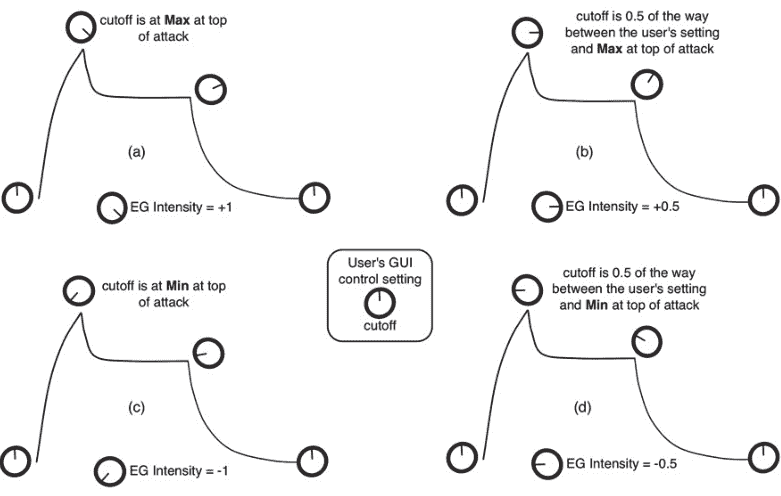 cutoff is at Max at top
of attack
(a)
EG Intensity = +1
cutoff is 0.5 of the way
between the user's setting
and Max at top of attack
(b)
EG Intensity = +0.5
User's GUI
control setting
cutoff
cutoff is at Min at top
of attack
(c)
EG Intensity = -1
cutoff is 0.5 of the way
between the user's setting
and Min at top of attack
(d)
EG Intensity = -0.5